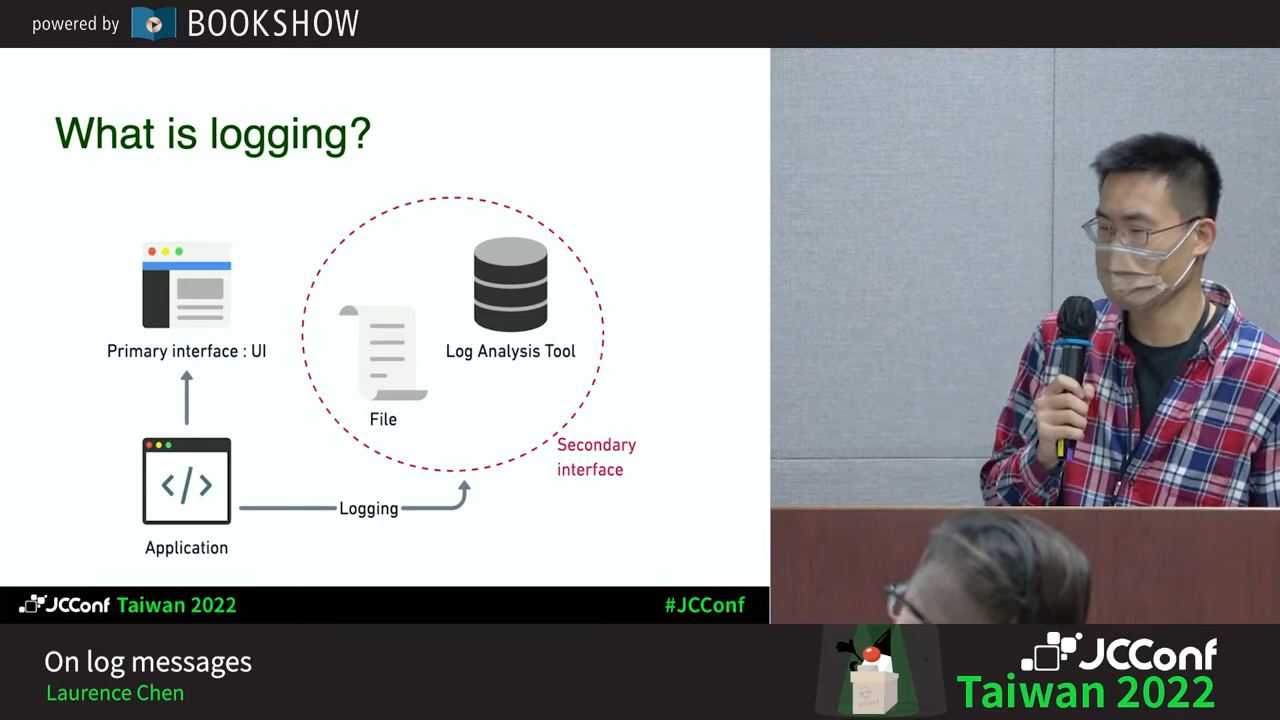 powered by BOOKSHOW
What is logging?
Primary interface : UI
Log Analysis Tool
File
Secondary
interface
Logging
</>
Application
JCConf Taiwan 2022
#JCConf
On log messages
Laurence Chen
JCConf
Taiwan 2022